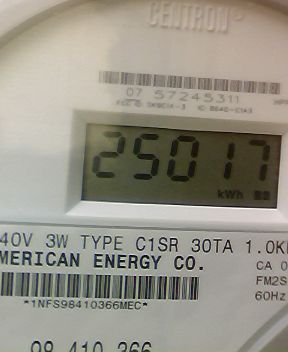 CENTRON
07 57245311
25017
kWh
40V 3W TYPE C1SR 30TA 1.0K
MERICAN ENERGY CO.
CA 0
FM2S
60Hz
*1NFS98410366MEC*
98 410 366